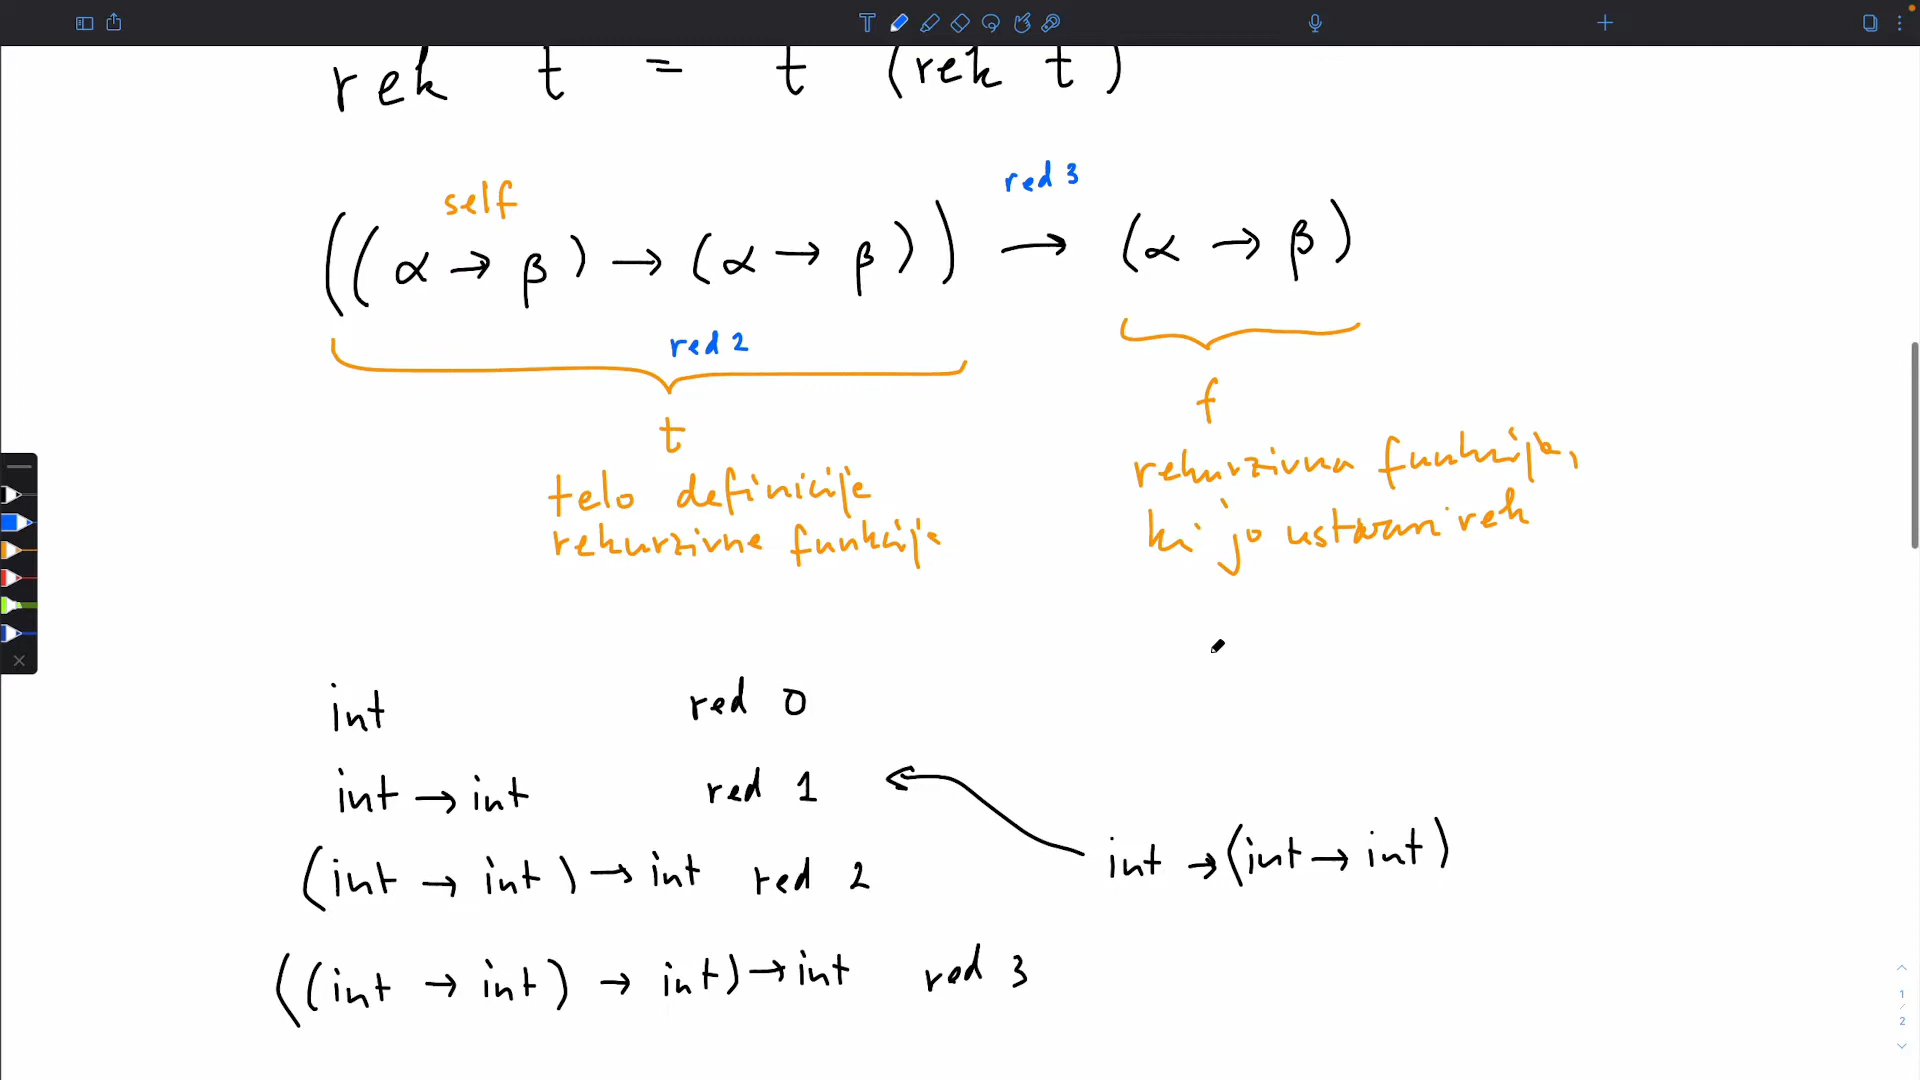 rek t = t (rek t)
self
red 3
((α → β) → (α → β)) → (α → β)
red 2
t
f
telo definicije
rekurzivne funkcije
rekurzivna funkcija,
ki jo ustvari rek
int red 0
int → int red 1
int → (int → int)
(int → int) → int red 2
((int → int) → int) → int red 3
1
/
2